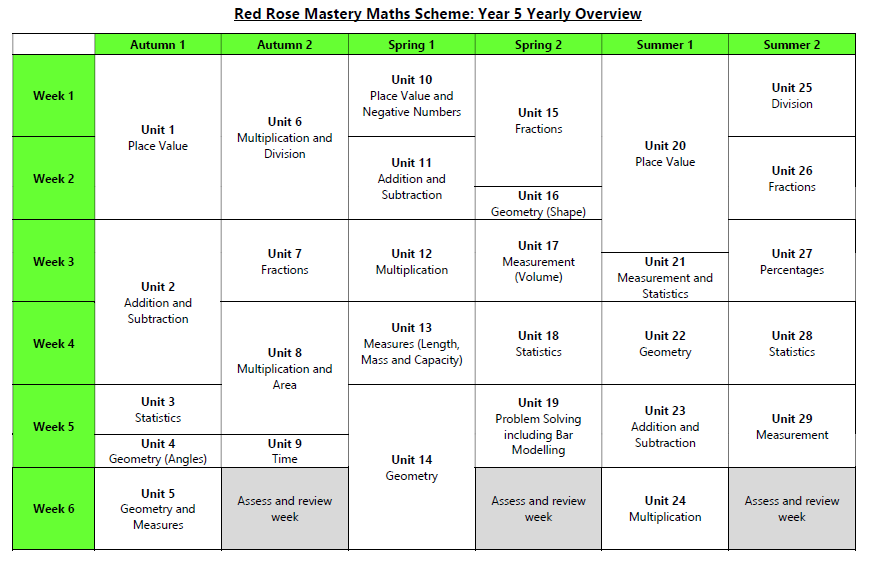 Red Rose Mastery Maths Scheme: Year 5 Yearly Overview
Autumn 1
Autumn 2
Spring 1
Spring 2
Summer 1
Summer 2
Week 1
Week 2
Week 3
Week 4
Week 5
Week 6
Unit 1
Place Value
Unit 2
Addition and
Subtraction
Unit 3
Statistics
Unit 4
Geometry (Angles)
Unit 5
Geometry and
Measures
Unit 6
Multiplication and
Division
Unit 7
Fractions
Unit 8
Multiplication and
Area
Unit 9
Time
Assess and review
week
Unit 10
Place Value and
Negative Numbers
Unit 11
Addition and
Subtraction
Unit 12
Multiplication
Unit 13
Measures (Length,
Mass and Capacity)
Unit 14
Geometry
Unit 15
Fractions
Unit 16
Geometry (Shape)
Unit 17
Measurement
(Volume)
Unit 18
Statistics
Unit 19
Problem Solving
including Bar
Modelling
Assess and review
week
Unit 20
Place Value
Unit 21
Measurement and
Statistics
Unit 22
Geometry
Unit 23
Addition and
Subtraction
Unit 24
Multiplication
Unit 25
Division
Unit 26
Fractions
Unit 27
Percentages
Unit 28
Statistics
Unit 29
Measurement
Assess and review
week